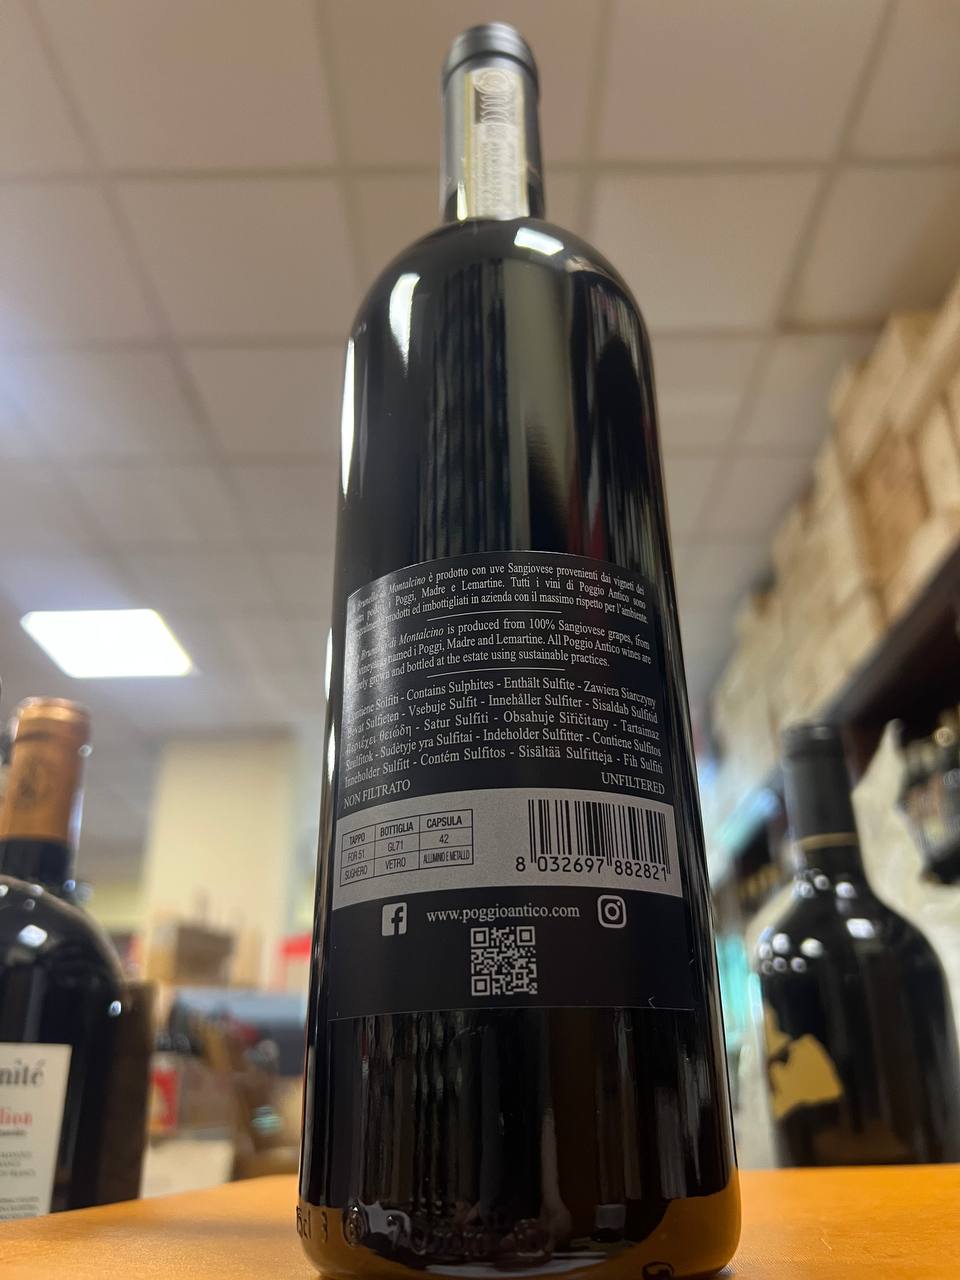 Brunello di Montalcino è prodotto con uve Sangiovese provenienti dai vigneti dei
i Poggi, Madre e Lemartine. Tutti i vini di Poggio Antico sono
prodotti ed imbottigliati in azienda con il massimo rispetto per l'ambiente.
Brunello di Montalcino is produced from 100% Sangiovese grapes, from
vineyards named i Poggi, Madre and Lemartine. All Poggio Antico wines are
grown and bottled at the estate using sustainable practices.
Contiene Solfiti - Contains Sulphites - Enthält Sulfite - Zawiera Siarczyny
Bevat Sulfieten - Vsebuje Sulfit - Innehåller Sulfiter - Sisaldab Sulfitid
Περιέχει θειώδη - Satur Sulfiti - Obsahuje Siřičitany - Tartalmaz
Szulfitok - Sudėtyje yra Sulfitai - Indeholder Sulfitter - Contiene Sulfitos
Inneholder Sulfitt - Contém Sulfitos - Sisältää Sulfitteja - Fih Sulfiti
NON FILTRATO UNFILTERED
TAPPO BOTTIGLIA CAPSULA
FOR 51 GL71 42
SUGHERO VETRO ALLUMINIO E METALLO
8 032697 882821
www.poggioantico.com
nité
lion
75cl